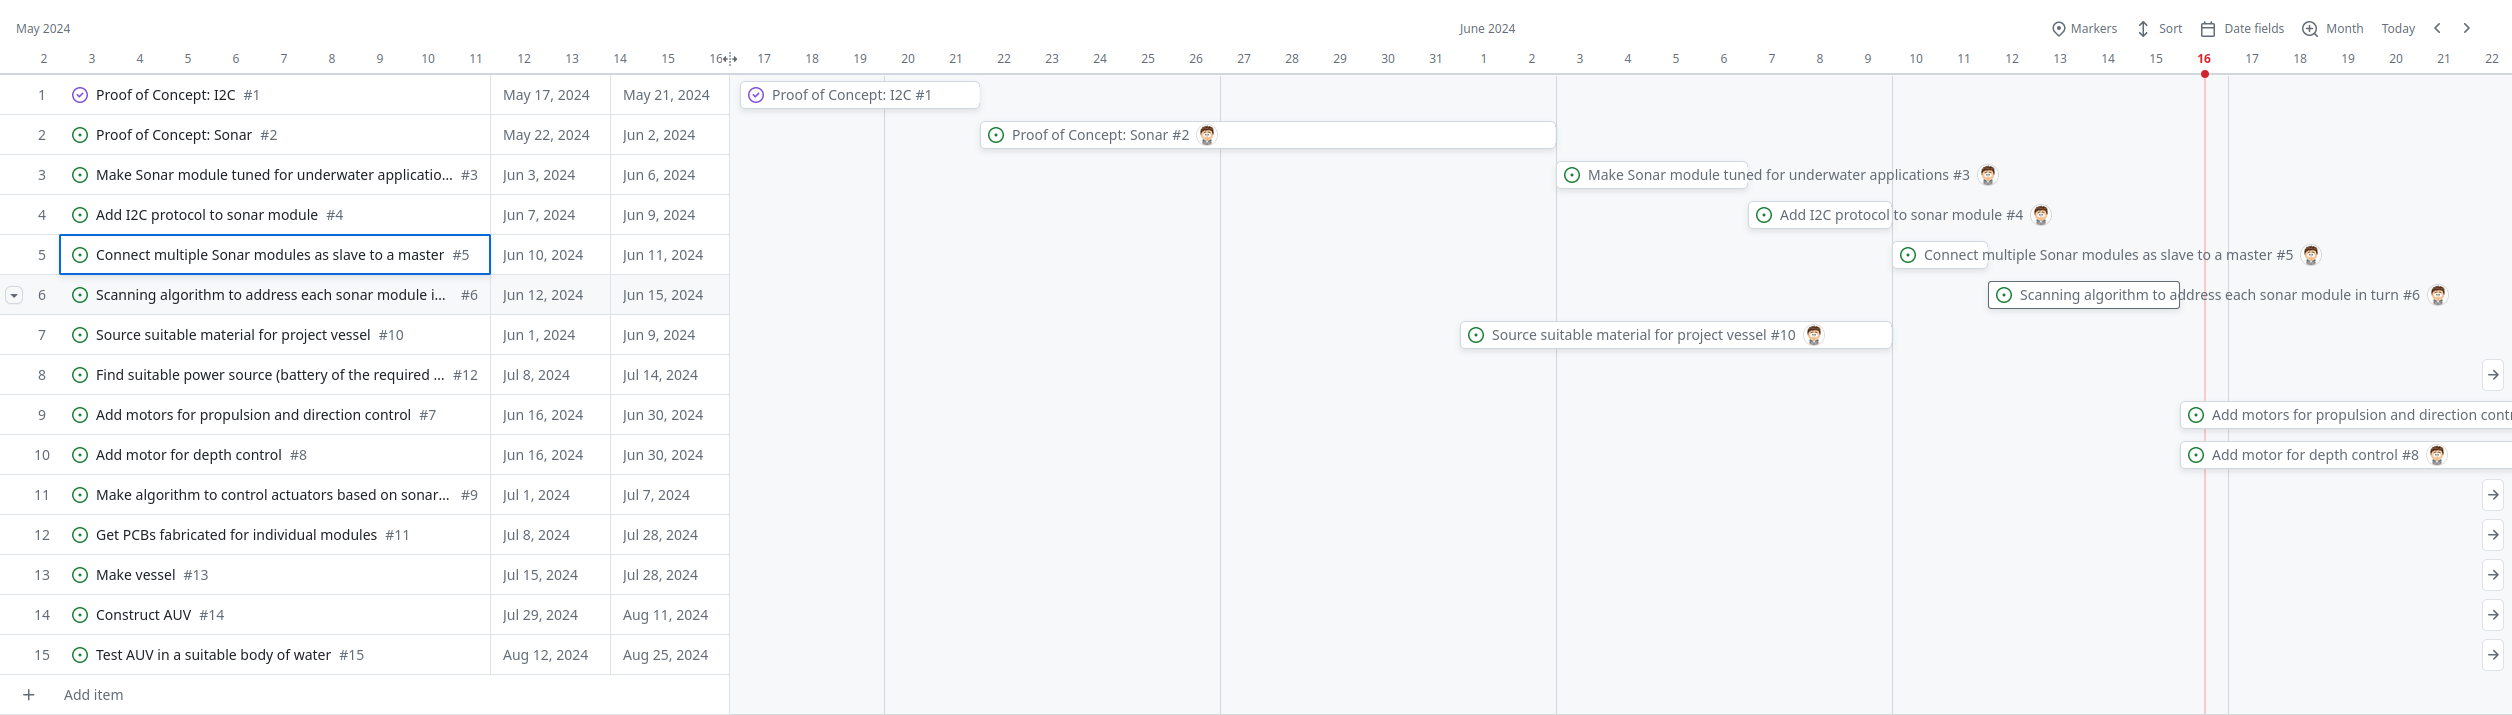 May 2024 June 2024 Markers Sort Date fields Month Today
2 3 4 5 6 7 8 9 10 11 12 13 14 15 16 17 18 19 20 21 22 23 24 25 26 27 28 29 30 31 1 2 3 4 5 6 7 8 9 10 11 12 13 14 15 16 17 18 19 20 21 22
1 Proof of Concept: I2C #1 May 17, 2024 May 21, 2024 Proof of Concept: I2C #1
2 Proof of Concept: Sonar #2 May 22, 2024 Jun 2, 2024 Proof of Concept: Sonar #2
3 Make Sonar module tuned for underwater applicatio... #3 Jun 3, 2024 Jun 6, 2024 Make Sonar module tuned for underwater applications #3
4 Add I2C protocol to sonar module #4 Jun 7, 2024 Jun 9, 2024 Add I2C protocol to sonar module #4
5 Connect multiple Sonar modules as slave to a master #5 Jun 10, 2024 Jun 11, 2024 Connect multiple Sonar modules as slave to a master #5
6 Scanning algorithm to address each sonar module i... #6 Jun 12, 2024 Jun 15, 2024 Scanning algorithm to address each sonar module in turn #6
7 Source suitable material for project vessel #10 Jun 1, 2024 Jun 9, 2024 Source suitable material for project vessel #10
8 Find suitable power source (battery of the required ... #12 Jul 8, 2024 Jul 14, 2024
9 Add motors for propulsion and direction control #7 Jun 16, 2024 Jun 30, 2024 Add motors for propulsion and direction contr
10 Add motor for depth control #8 Jun 16, 2024 Jun 30, 2024 Add motor for depth control #8
11 Make algorithm to control actuators based on sonar... #9 Jul 1, 2024 Jul 7, 2024
12 Get PCBs fabricated for individual modules #11 Jul 8, 2024 Jul 28, 2024
13 Make vessel #13 Jul 15, 2024 Jul 28, 2024
14 Construct AUV #14 Jul 29, 2024 Aug 11, 2024
15 Test AUV in a suitable body of water #15 Aug 12, 2024 Aug 25, 2024
+ Add item